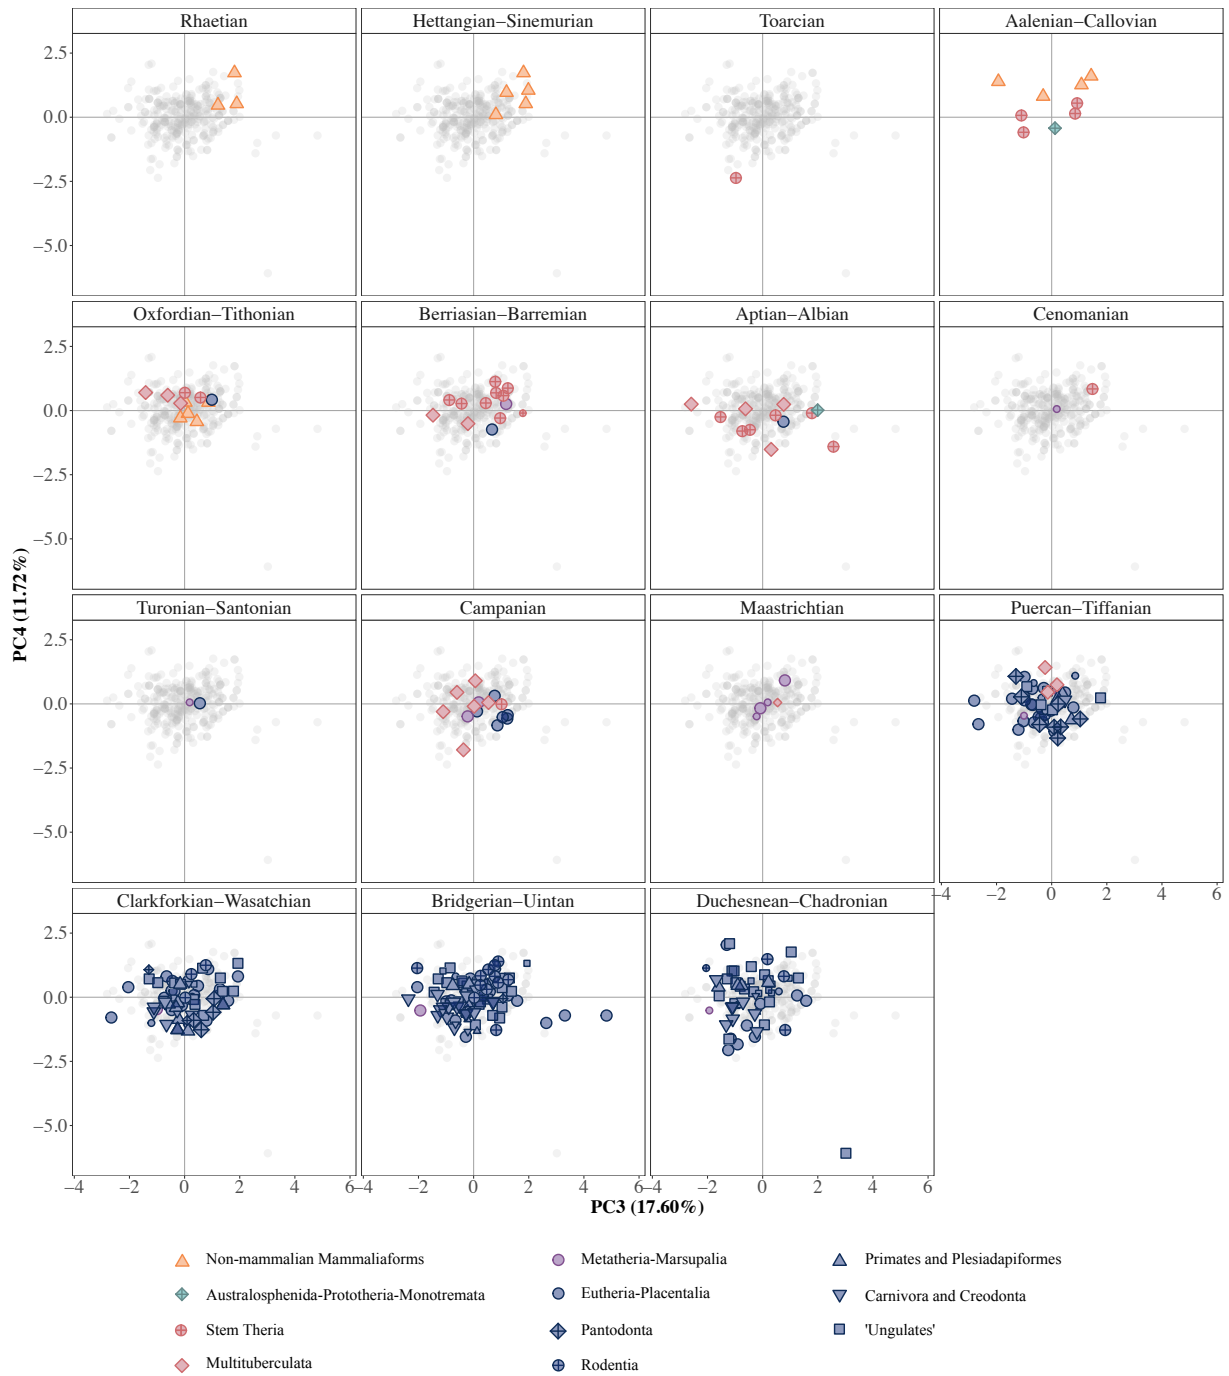 Rhaetian Hettangian–Sinemurian Toarcian Aalenian–Callovian
2.5
0.0
−2.5
−5.0
Oxfordian–Tithonian Berriasian–Barremian Aptian–Albian Cenomanian
2.5
0.0
−2.5
−5.0
PC4 (11.72%)
Turonian–Santonian Campanian Maastrichtian Puercan–Tiffanian
2.5
0.0
−2.5
−5.0
−4 −2 0 2 4 6
Clarkforkian–Wasatchian Bridgerian–Uintan Duchesnean–Chadronian
2.5
0.0
−2.5
−5.0
−4 −2 0 2 4 6 −4 −2 0 2 4 6 −4 −2 0 2 4 6
PC3 (17.60%)
Non-mammalian Mammaliaforms Metatheria-Marsupalia Primates and Plesiadapiformes
Australosphenida-Prototheria-Monotremata Eutheria-Placentalia Carnivora and Creodonta
Stem Theria Pantodonta 'Ungulates'
Multituberculata Rodentia